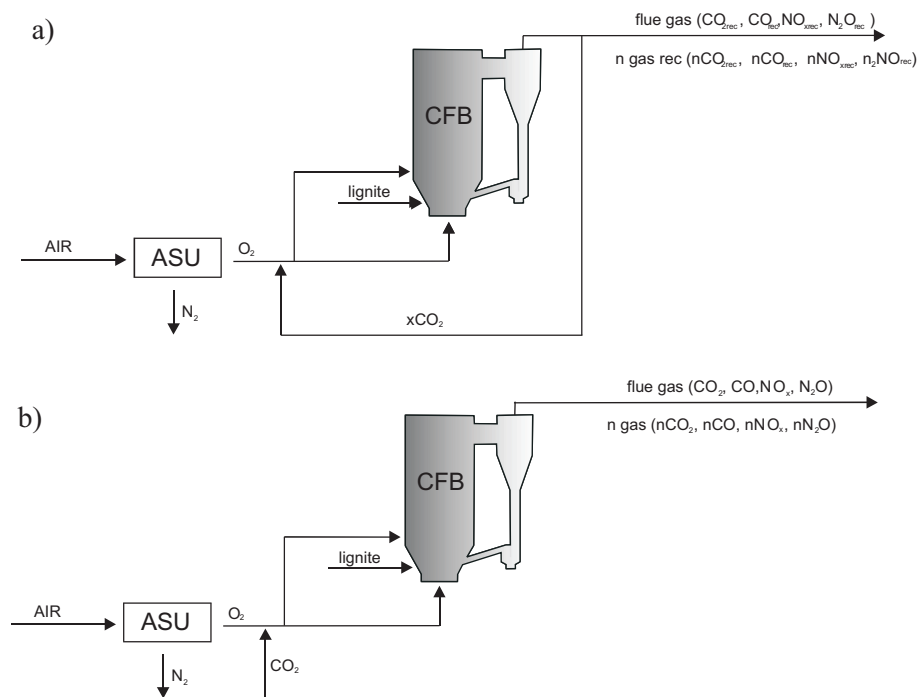 a)
flue gas (CO₂rec, COrec,NOxrec, N₂Orec )
n gas rec (nCO₂rec, nCOrec, nNOxrec, n₂NOrec)
CFB
lignite
AIR
ASU
O₂
N₂
xCO₂
b)
flue gas (CO₂, CO,NOx, N₂O)
n gas (nCO₂, nCO, nNOx, nN₂O)
CFB
lignite
AIR
ASU
O₂
N₂
CO₂